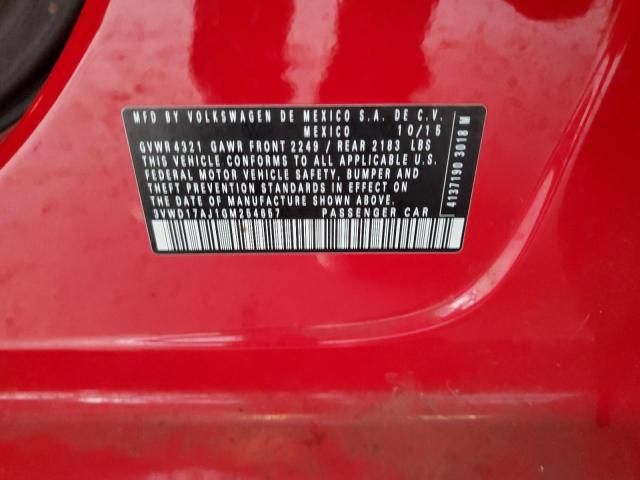 MFD BY VOLKSWAGEN DE MEXICO S.A. DE C.V.
MEXICO 10/15
GVWR 4321 GAWR FRONT 2249 / REAR 2183 LBS
THIS VEHICLE CONFORMS TO ALL APPLICABLE U.S.
FEDERAL MOTOR VEHICLE SAFETY, BUMPER AND
THEFT PREVENTION STANDARDS IN EFFECT ON
THE DATE OF MANUFACTURE SHOWN ABOVE.
3VWD17AJ1GM264057 PASSENGER CAR
4137190 3018 M